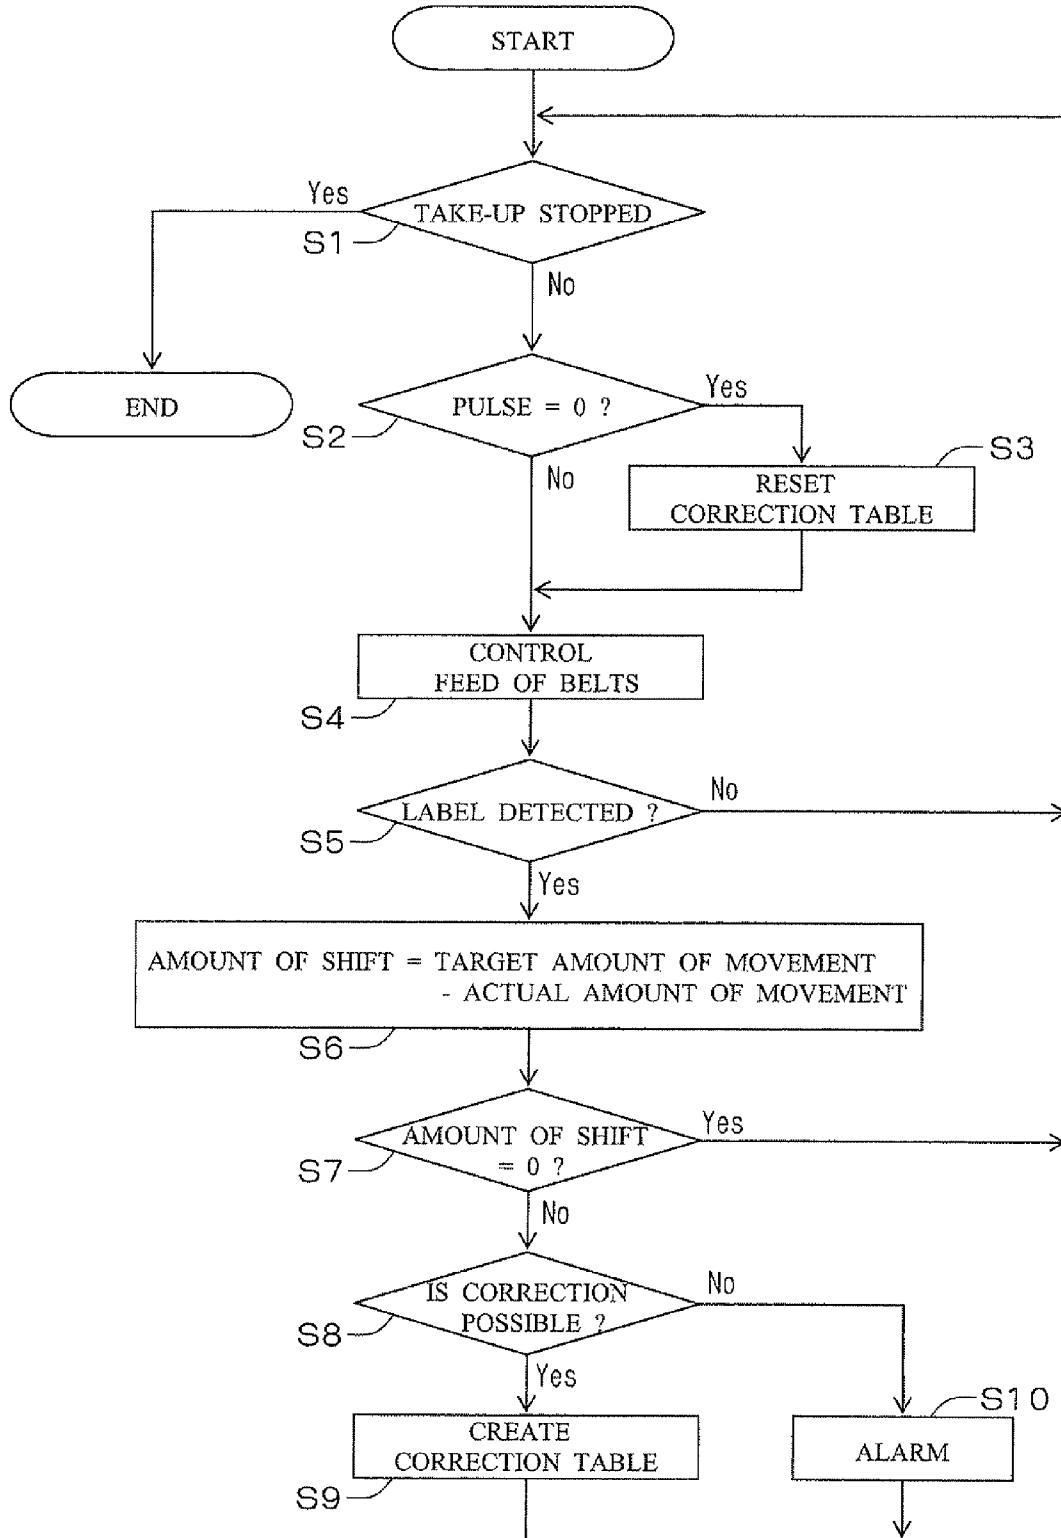 START
Yes
TAKE-UP STOPPED
S1
No
PULSE = 0 ?
Yes
END
S2
No
S3
RESET
CORRECTION TABLE
CONTROL
FEED OF BELTS
S4
LABEL DETECTED ?
No
S5
Yes
AMOUNT OF SHIFT = TARGET AMOUNT OF MOVEMENT
- ACTUAL AMOUNT OF MOVEMENT
S6
AMOUNT OF SHIFT
= 0 ?
Yes
S7
No
IS CORRECTION
POSSIBLE ?
No
S8
Yes
S10
CREATE
CORRECTION TABLE
ALARM
S9